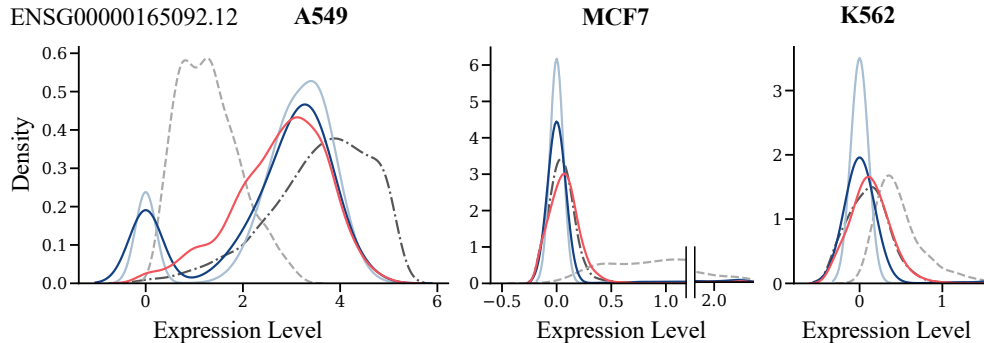 ENSG00000165092.12 A549 MCF7 K562
Density
0.6
0.5
0.4
0.3
0.2
0.1
0.0
0 2 4 6
Expression Level
6
5
4
3
2
1
0
−0.5 0.0 0.5 1.0 2.0
Expression Level
3
2
1
0
0 1
Expression Level